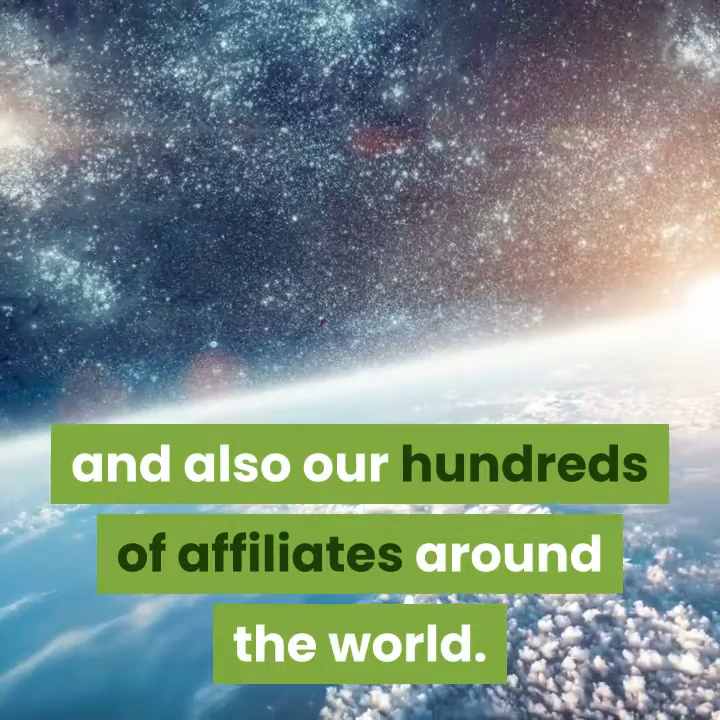 and also our hundreds
of affiliates around
the world.